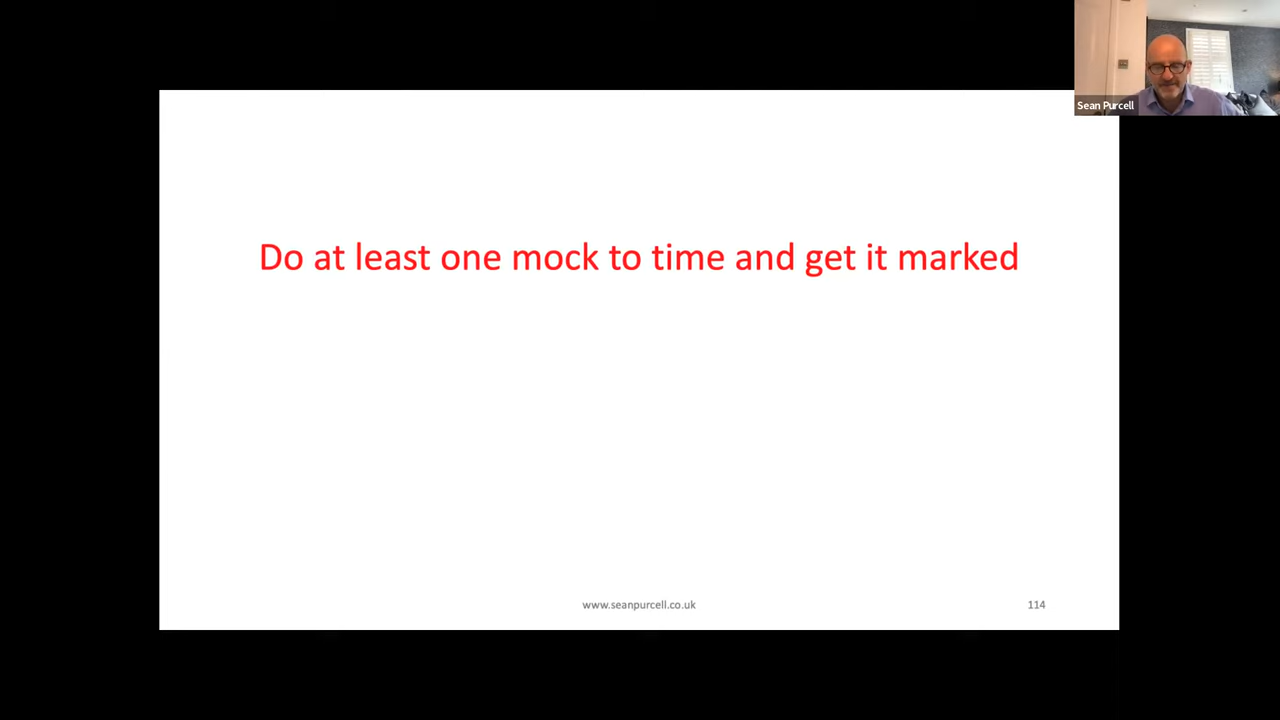 Sean Purcell
Do at least one mock to time and get it marked
www.seanpurcell.co.uk
114